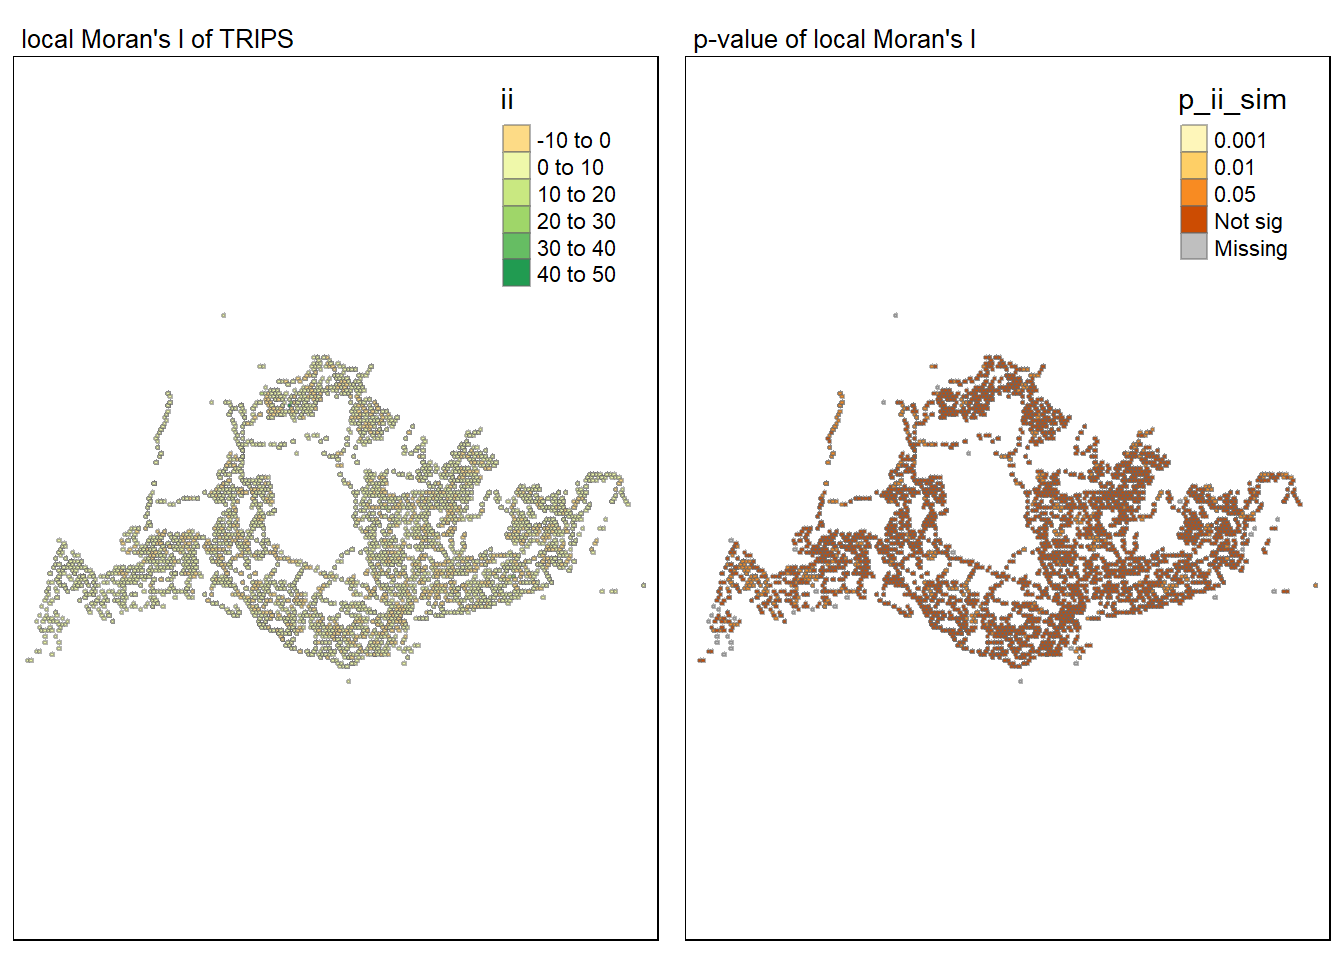 local Moran's I of TRIPS
ii
-10 to 0
0 to 10
10 to 20
20 to 30
30 to 40
40 to 50
p-value of local Moran's I
p_ii_sim
0.001
0.01
0.05
Not sig
Missing